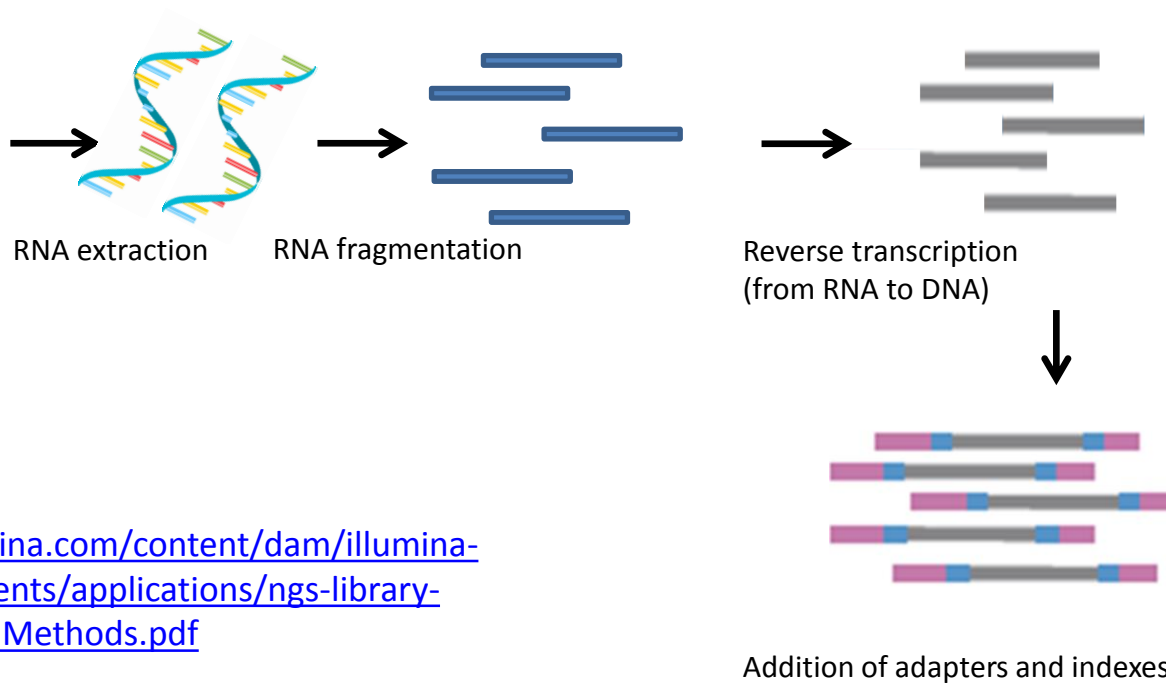 RNA extraction
RNA fragmentation
Reverse transcription
(from RNA to DNA)
ina.com/content/dam/illumina-
ents/applications/ngs-library-
Methods.pdf
Addition of adapters and indexes